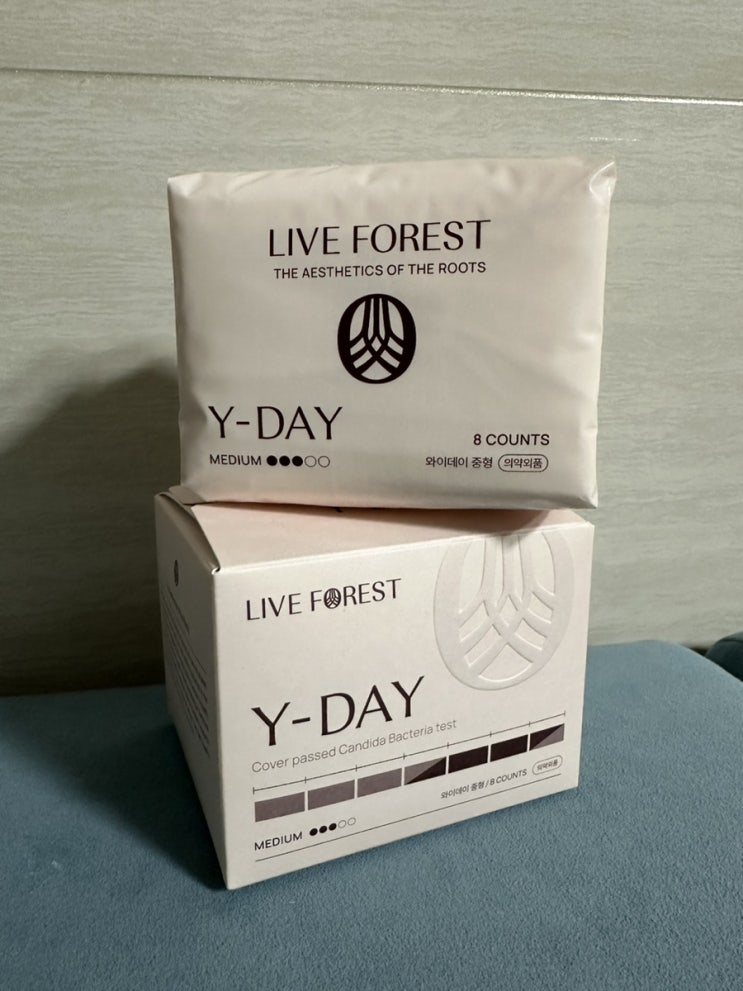 LIVE FOREST
THE AESTHETICS OF THE ROOTS
Y-DAY
8 COUNTS
MEDIUM
와이데이 중형 의약외품
LIVE FOREST
Y-DAY
Cover passed Candida Bacteria test
와이데이 중형 / 8 COUNTS 의약외품
MEDIUM